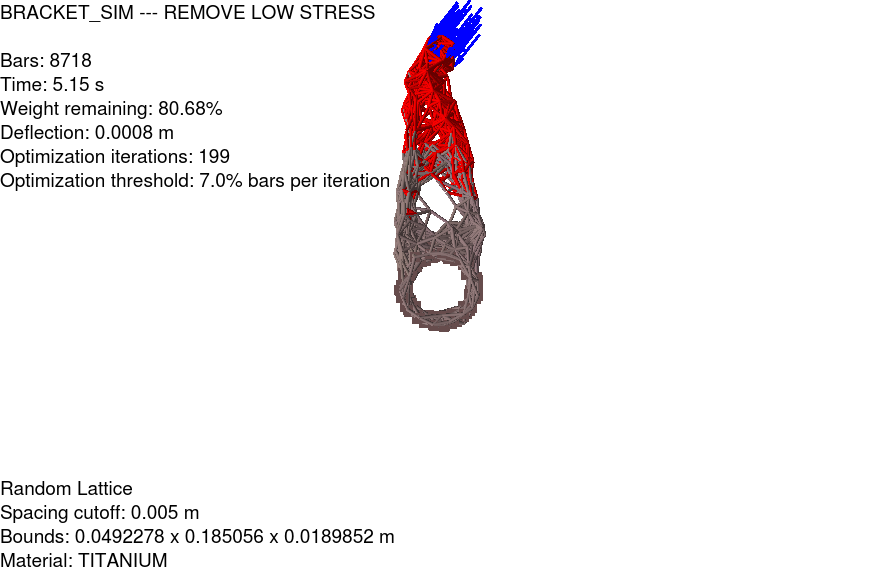 BRACKET_SIM --- REMOVE LOW STRESS
Bars: 8718
Time: 5.15 s
Weight remaining: 80.68%
Deflection: 0.0008 m
Optimization iterations: 199
Optimization threshold: 7.0% bars per iteration
Random Lattice
Spacing cutoff: 0.005 m
Bounds: 0.0492278 x 0.185056 x 0.0189852 m
Material: TITANIUM